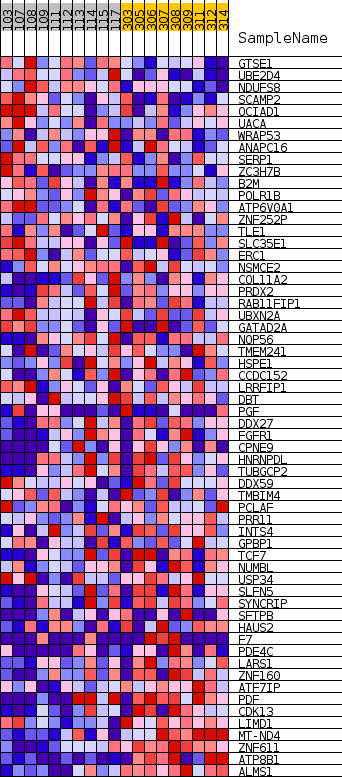 103 107 108 109 111 112 113 114 115 117 303 305 306 307 308 309 311 312 314
SampleName
GTSE1
UBE2D4
NDUFS8
SCAMP2
OCIAD1
UACA
WRAP53
ANAPC16
SERP1
ZC3H7B
B2M
POLR1B
ATP6V0A1
ZNF252P
TLE1
SLC35E1
ERC1
NSMCE2
COL11A2
PRDX2
RAB11FIP1
UBXN2A
GATAD2A
NOP56
TMEM241
HSPE1
CCDC152
LRRFIP1
DBT
PGF
DDX27
FGFR1
CPNE9
HNRNPDL
TUBGCP2
DDX59
TMBIM4
PCLAF
PRR11
INTS4
GPBP1
TCF7
NUMBL
USP34
SLFN5
SYNCRIP
SFTPB
HAUS2
F7
PDE4C
LARS1
ZNF160
ATF7IP
PDF
CDK13
LIMD1
MT-ND4
ZNF611
ATP8B1
ALMS1